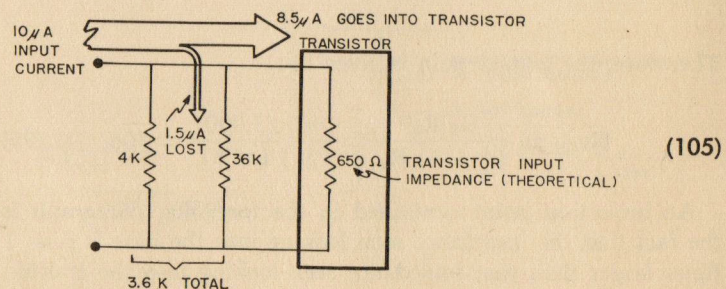 8.5µA GOES INTO TRANSISTOR
10µA
INPUT
CURRENT
TRANSISTOR
1.5µA
LOST
4K
36K
650 Ω
TRANSISTOR INPUT
IMPEDANCE (THEORETICAL)
(105)
3.6 K TOTAL